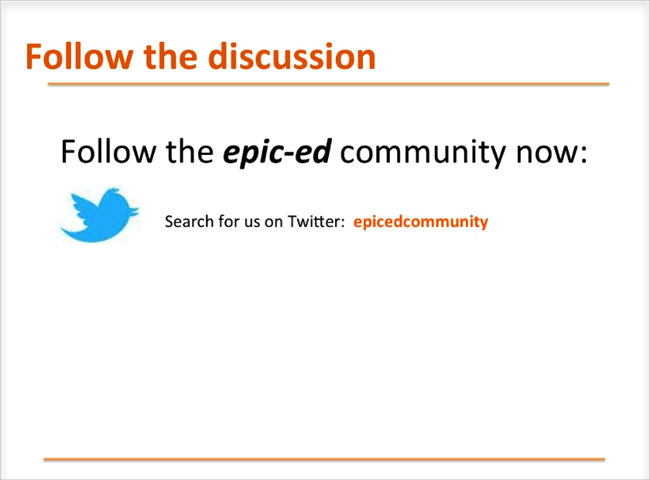 Follow the discussion
Follow the epic-ed community now:
Search for us on Twitter: epicedcommunity